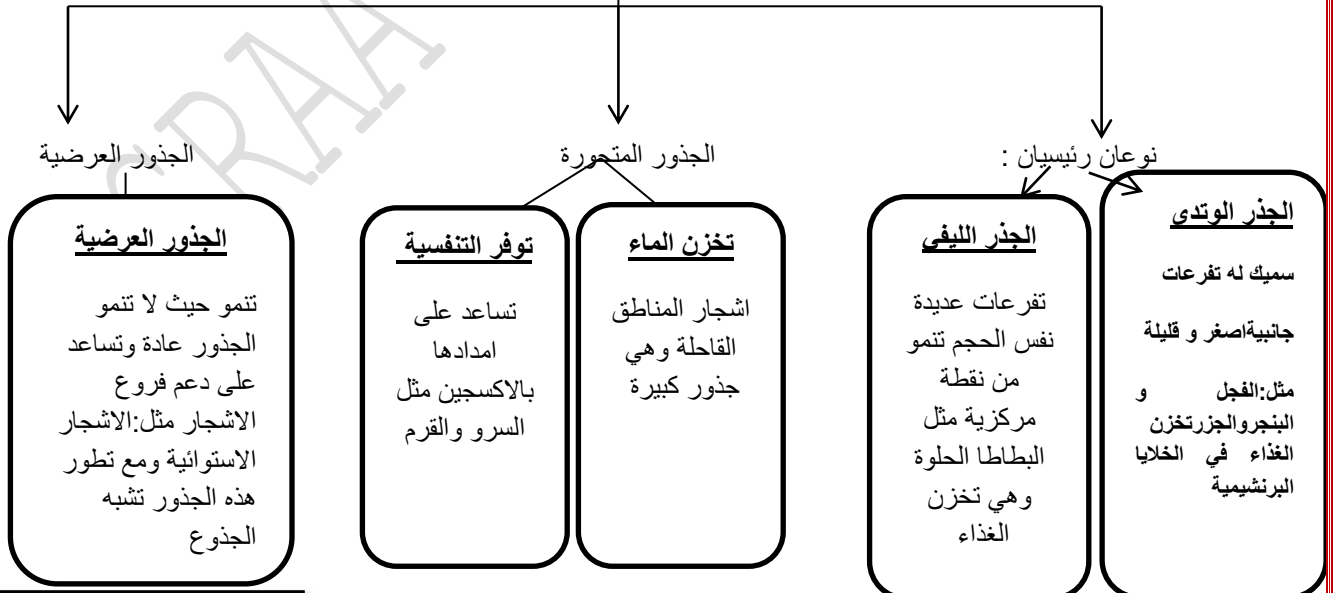 نوعان رئيسيان :
الجذور المتحورة
الجذور العرضية
الجذر الوتدي
سميك له تفرعات
جانبيةاصغر و قليلة
مثل:الفجل و
البنجروالجزرتخزن
الغذاء في الخلايا
البرنشيمية
الجذر الليفي
تفرعات عديدة
نفس الحجم تنمو
من نقطة
مركزية مثل
البطاطا الحلوة
وهي تخزن
الغذاء
تخزن الماء
اشجار المناطق
القاحلة وهي
جذور كبيرة
توفر التنفسية
تساعد على
امدادها
بالاكسجين مثل
السرو والقرم
الجذور العرضية
تنمو حيث لا تنمو
الجذور عادة وتساعد
على دعم فروع
الاشجار مثل:الاشجار
الاستوائية ومع تطور
هذه الجذور تشبه
الجذوع